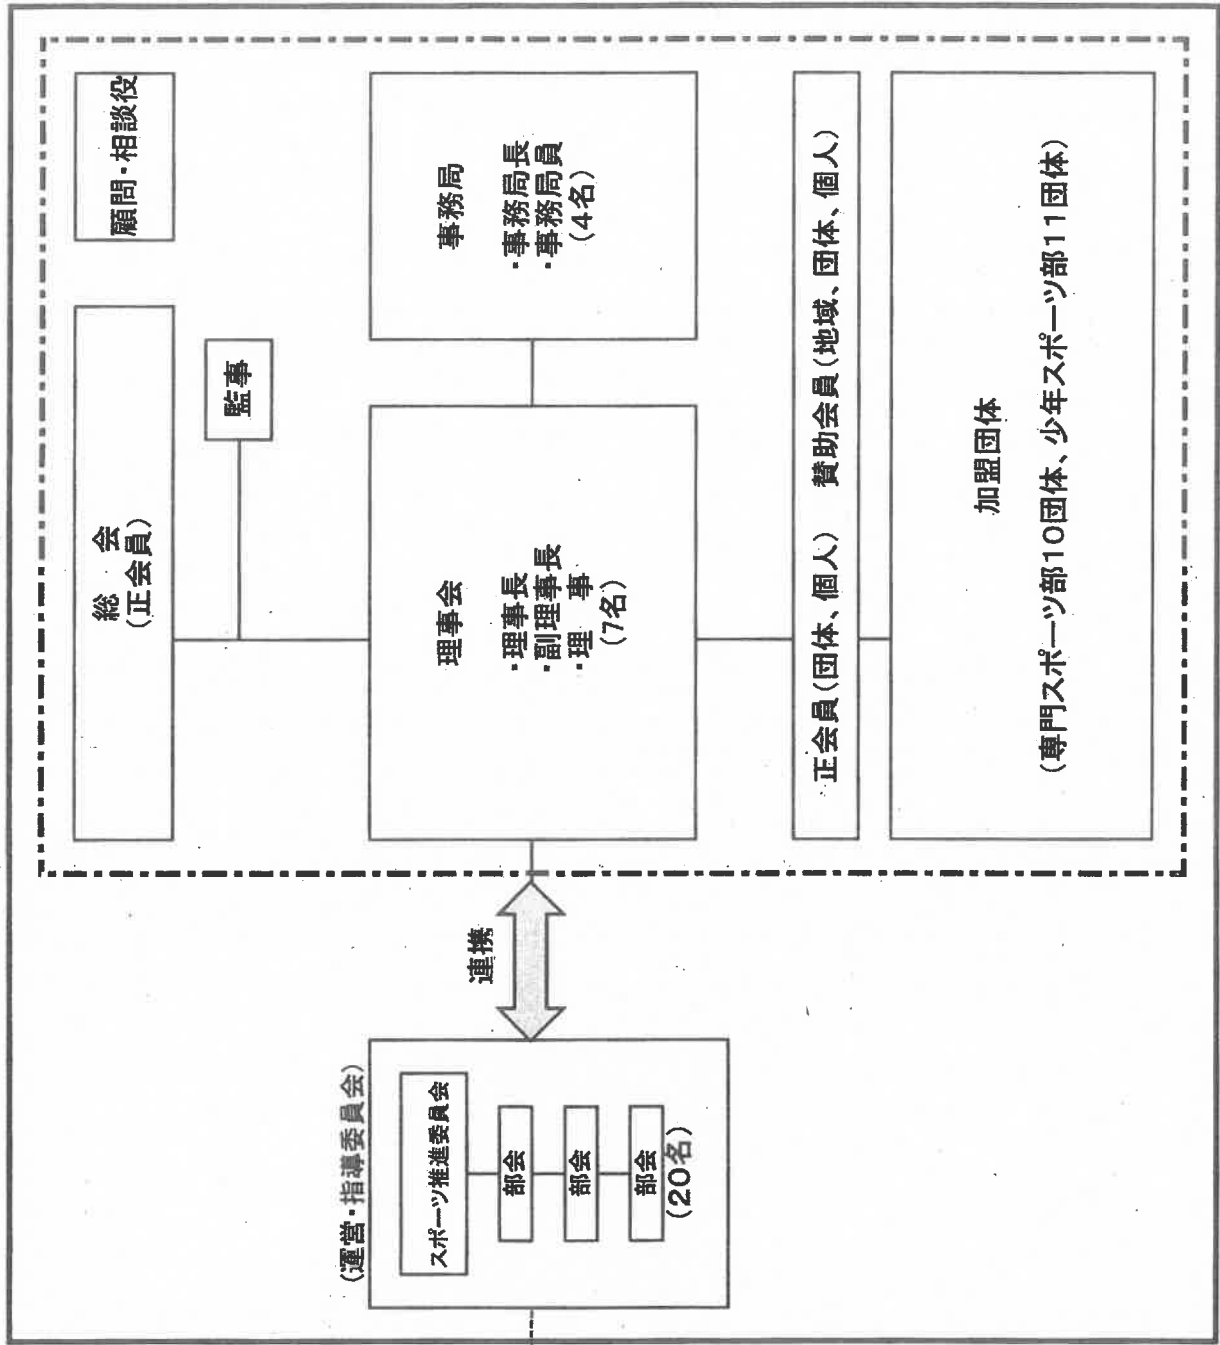 総　会
(正会員)
顧問・相談役
監事
(運営・指導委員会)
スポーツ推進委員会
部会
部会
部会
(20名)
連携
理事会
・理事長
・副理事長
・理　事
(7名)
事務局
・事務局長
・事務局員
(4名)
正会員(団体、個人)　賛助会員(地域、団体、個人)
加盟団体
(専門スポーツ部10団体、少年スポーツ部11団体)